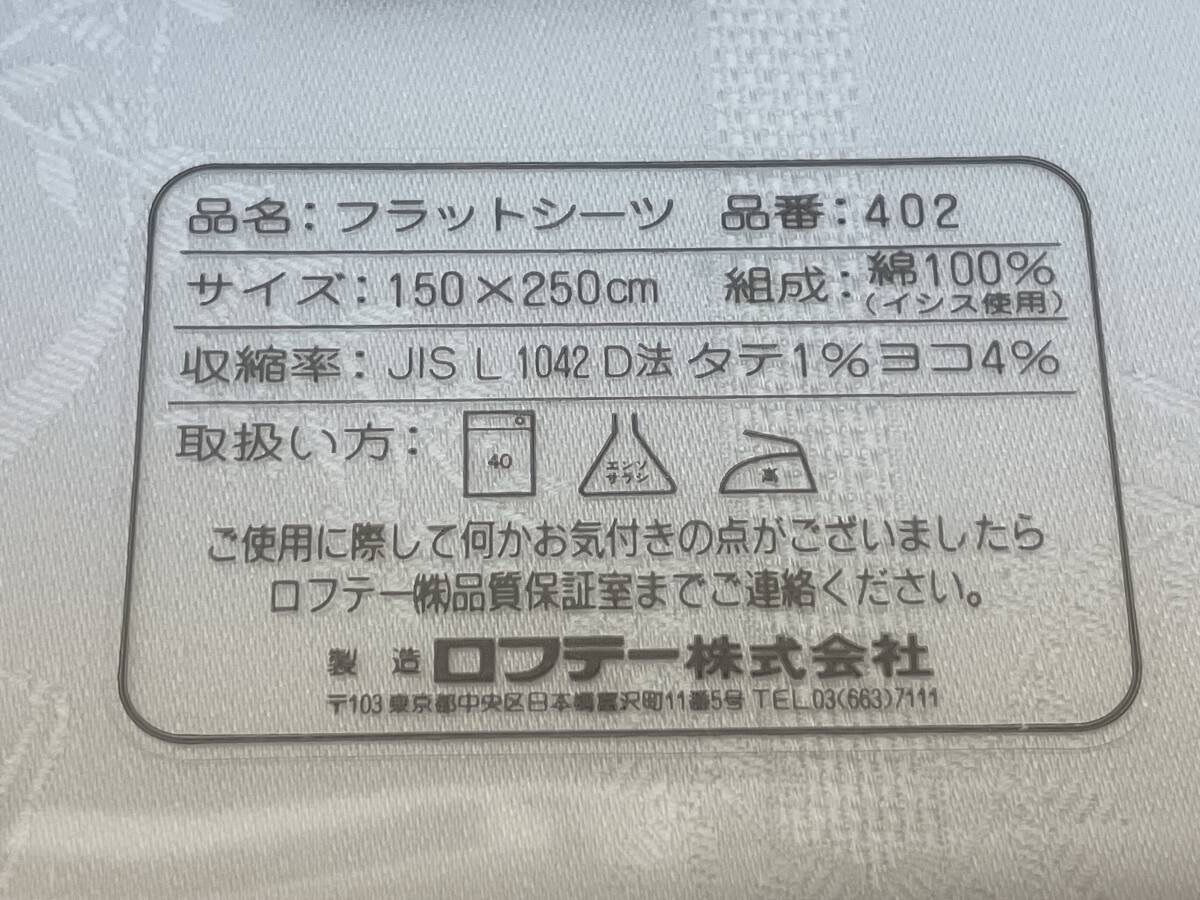 品名：フラットシーツ 品番：402
サイズ：150×250cm 組成：綿100%
(イシス使用)
収縮率：JIS L 1042 D法 タテ1% ヨコ4%
取扱い方：
40
エンソ
サラシ
高
ご使用に際して何かお気付きの点がございましたら
ロフテー㈱品質保証室までご連絡ください。
製 造 ロフテー株式会社
〒103 東京都中央区日本橋富沢町11番5号 TEL.03(663)7111